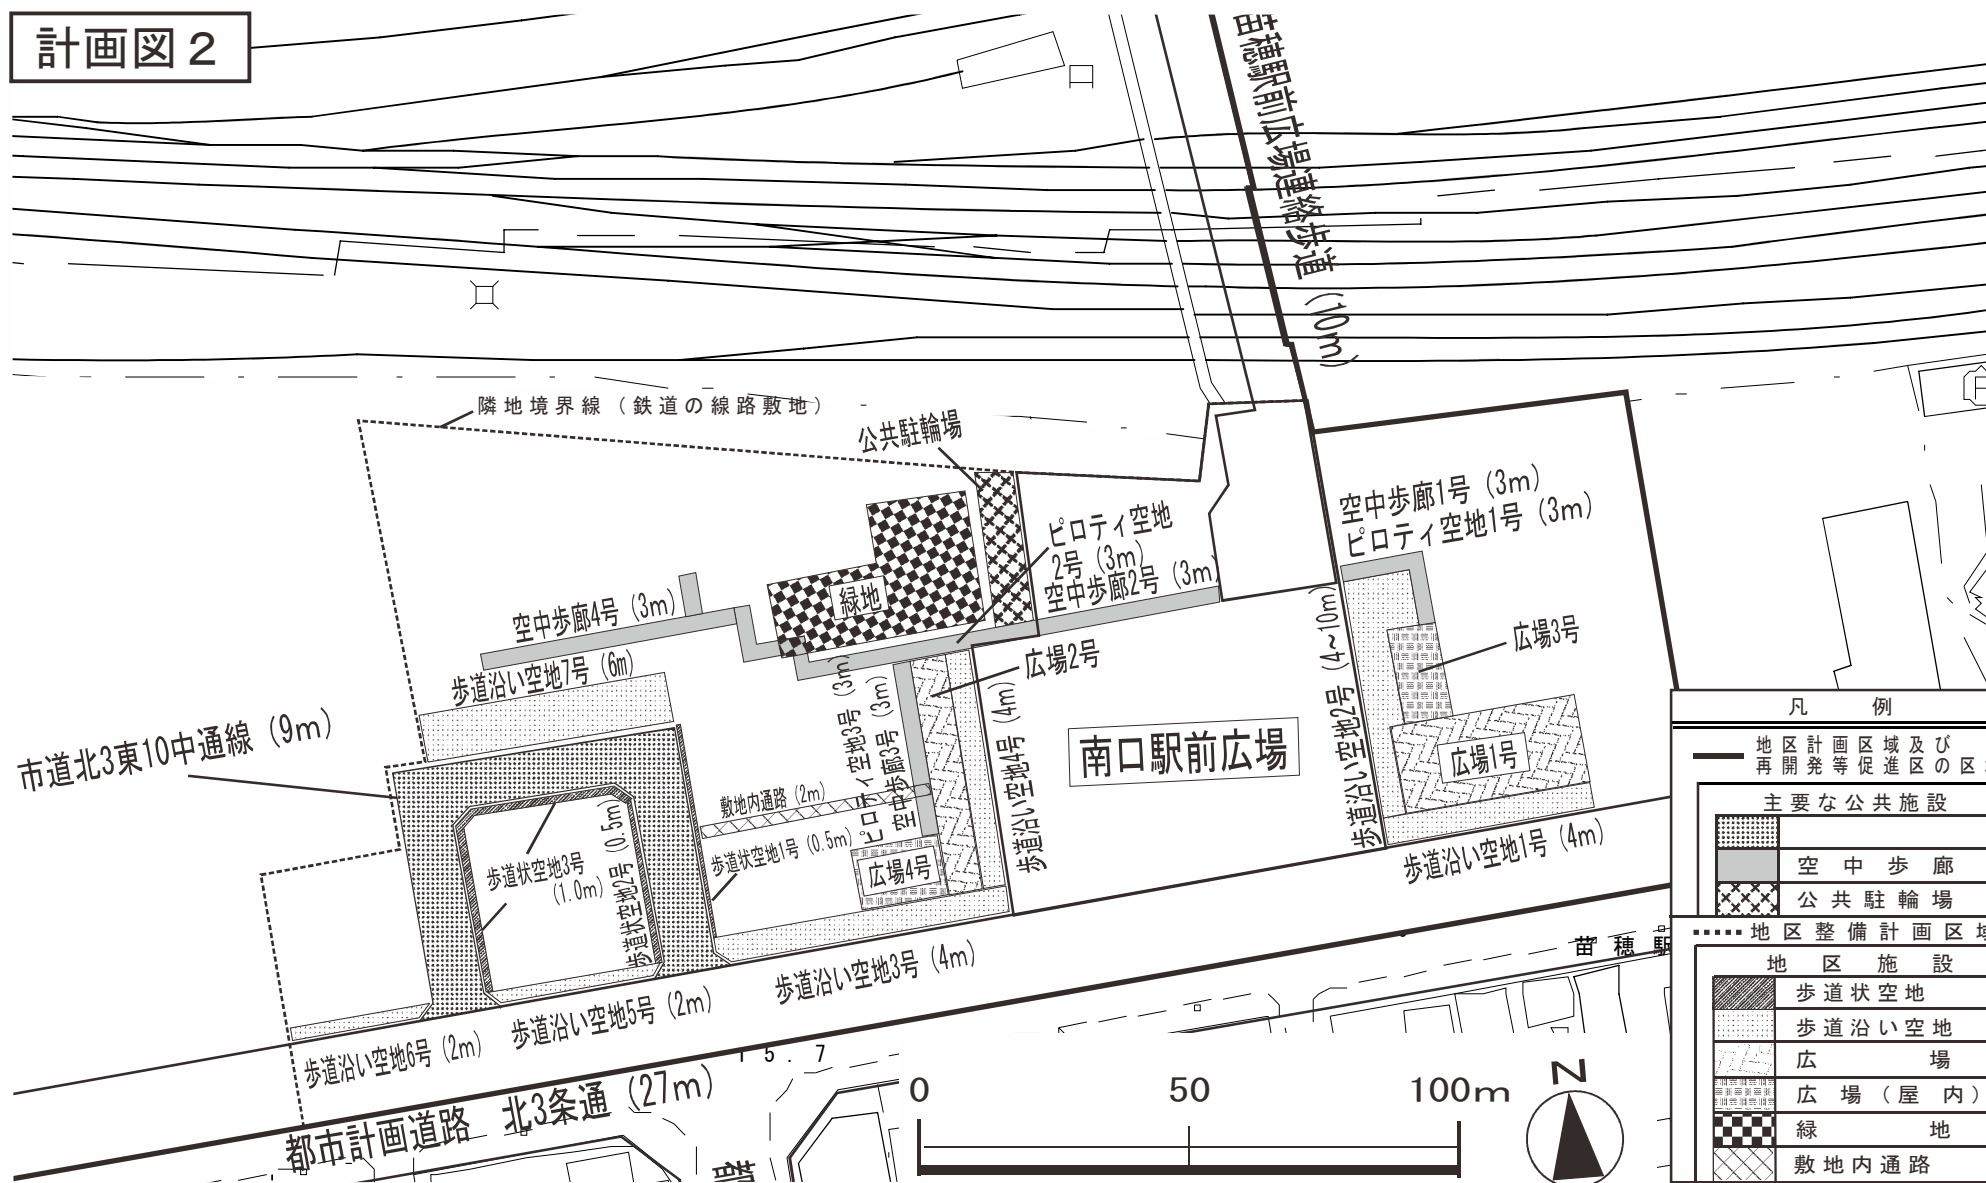 計画図2
苗穂駅前広場連絡歩道 (10m)
隣地境界線（鉄道の線路敷地）
公共駐輪場
ピロティ空地
2号 (3m)
空中歩廊2号 (3m)
空中歩廊1号 (3m)
ピロティ空地1号 (3m)
緑地
空中歩廊4号 (3m)
歩道沿い空地7号 (6m)
広場2号
広場3号
市道北3東10中通線 (9m)
ピロティ空地3号 (3m)
空中歩廊3号 (3m)
歩道沿い空地4号 (4m)
南口駅前広場
歩道沿い空地2号 (4~10m)
広場1号
敷地内通路 (2m)
歩道状空地1号 (0.5m)
歩道状空地3号
(1.0m)
歩道状空地2号 (0.5m)
広場4号
歩道沿い空地1号 (4m)
歩道沿い空地3号 (4m)
歩道沿い空地5号 (2m)
歩道沿い空地6号 (2m)
都市計画道路 北3条通 (27m)
15.7
苗穂駅
0 50 100m
N
凡例
地区計画区域及び
再開発等促進区の区
主要な公共施設
空中歩廊
公共駐輪場
地区整備計画区域
地区施設
歩道状空地
歩道沿い空地
広場
広場（屋内）
緑地
敷地内通路